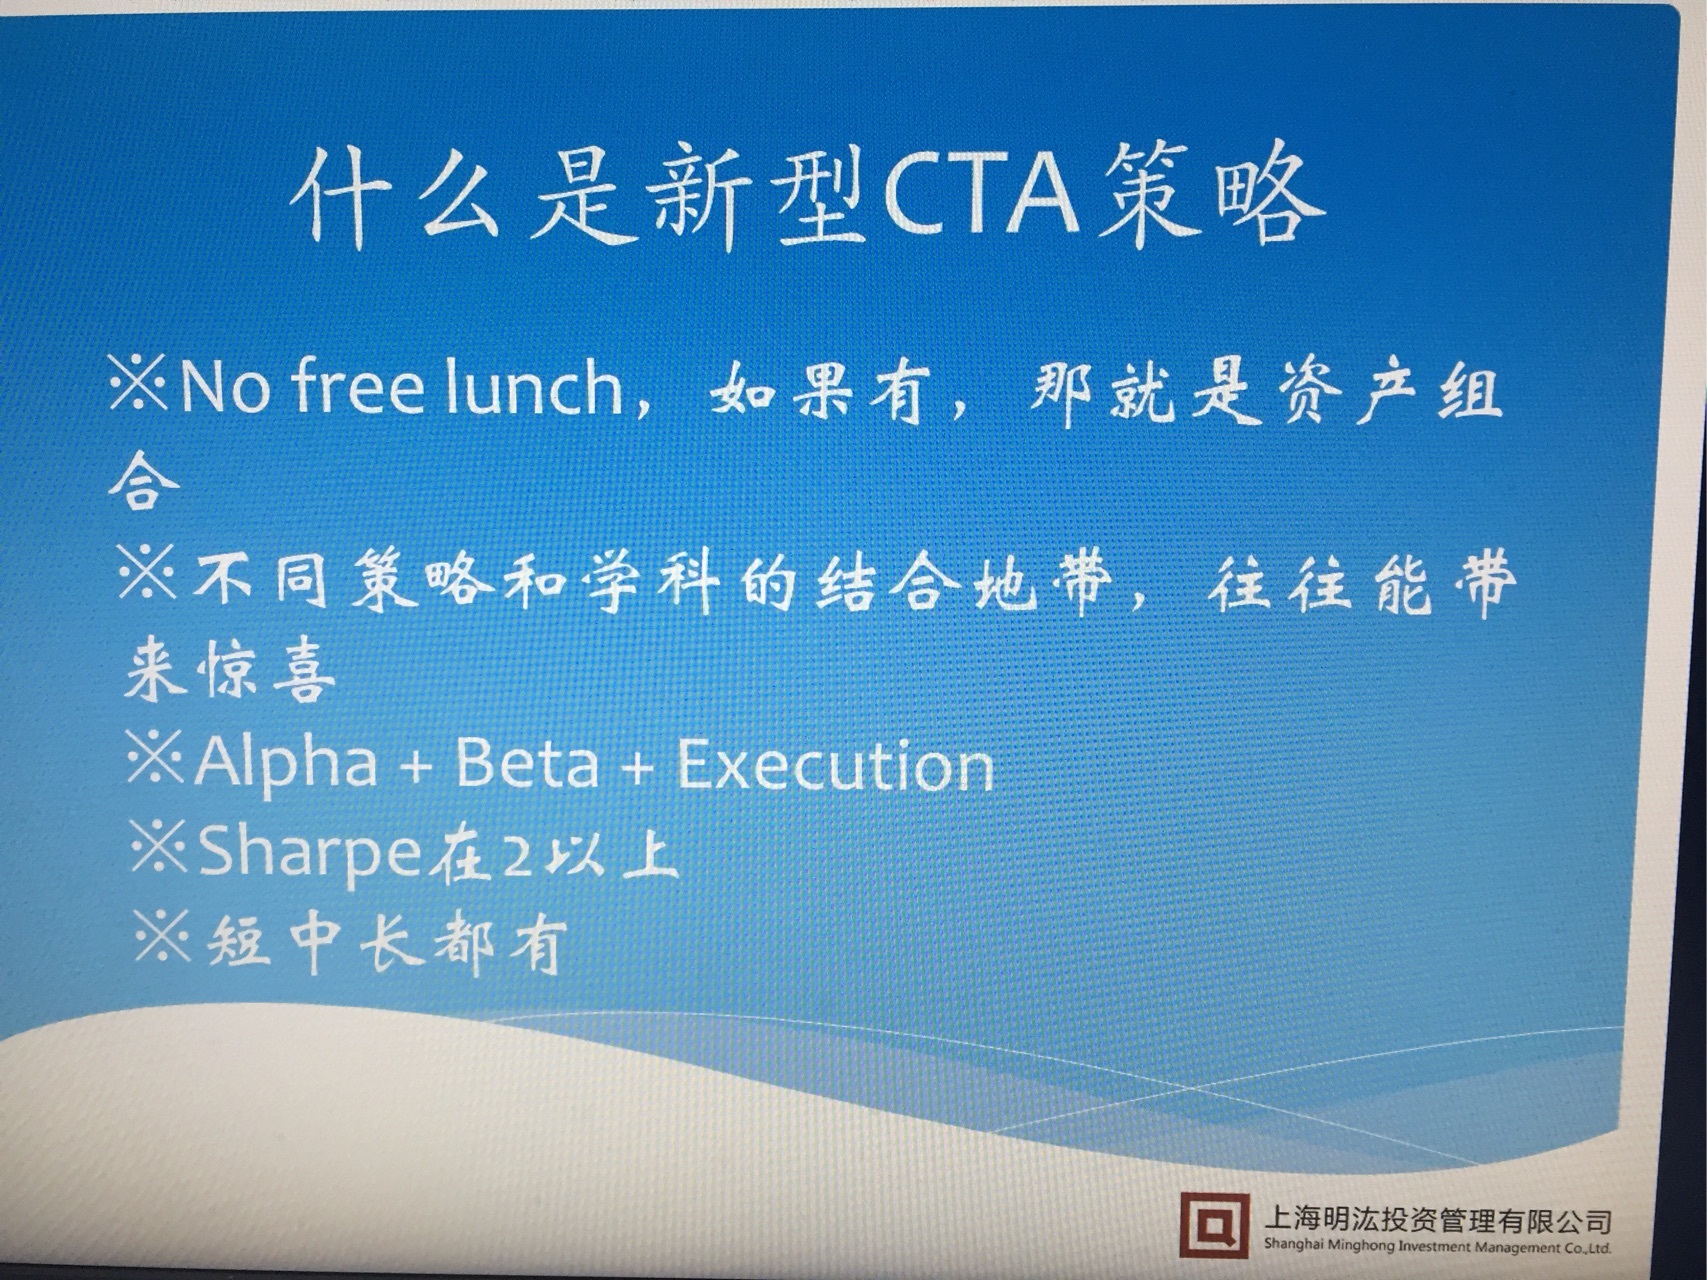 什么是新型CTA策略
※No free lunch，如果有，那就是资产组
合
※不同策略和学科的结合地带，往往能带
来惊喜
※Alpha + Beta + Execution
※Sharpe在2以上
※短中长都有
上海明汯投资管理有限公司
Shanghai Minghong Investment Management Co.,Ltd.